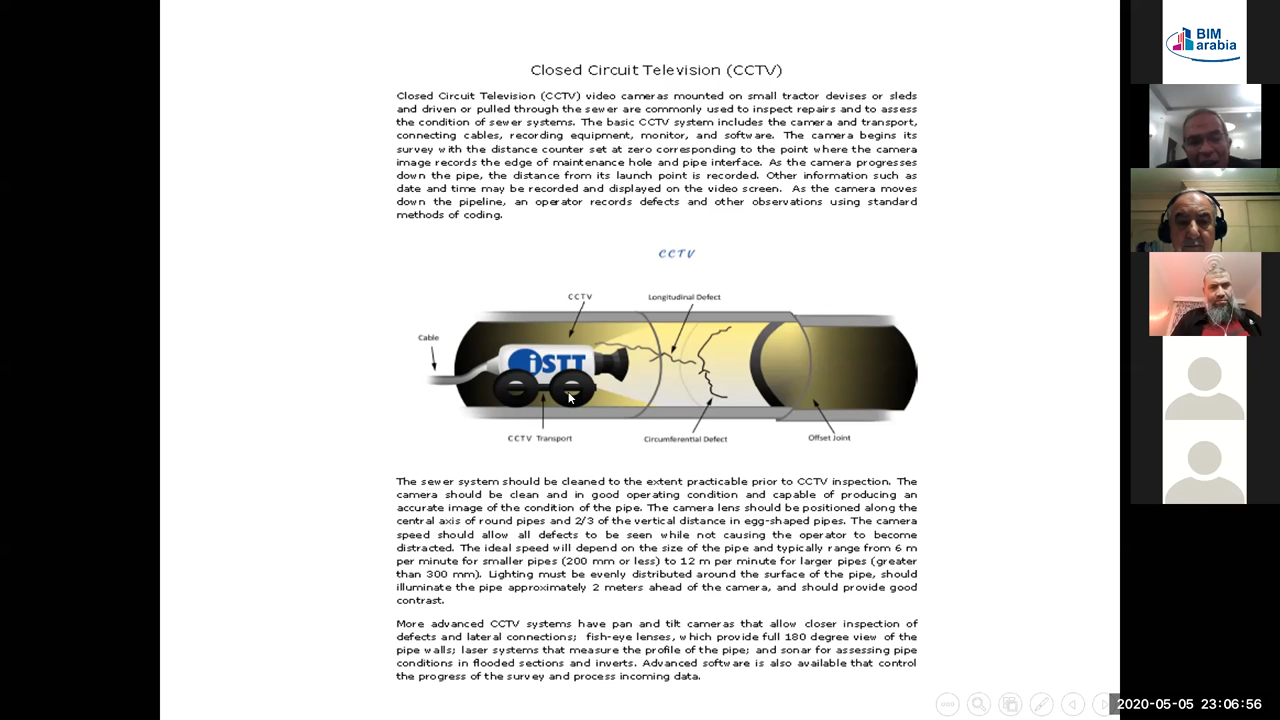 Closed Circuit Television (CCTV)
Closed Circuit Television (CCTV) video cameras mounted on small tractor devises or sleds
and driven or pulled through the sewer are commonly used to inspect repairs and to assess
the condition of sewer systems. The basic CCTV system includes the camera and transport,
connecting cables, recording equipment, monitor, and software. The camera begins its
survey with the distance counter set at zero corresponding to the point where the camera
image records the edge of maintenance hole and pipe interface. As the camera progresses
down the pipe, the distance from its launch point is recorded. Other information such as
date and time may be recorded and displayed on the video screen. As the camera moves
down the pipeline, an operator records defects and other observations using standard
methods of coding.
CCTV
CCTV
Longitudinal Defect
Cable
iSTT
CCTV Transport
Circumferential Defect
Offset Joint
The sewer system should be cleaned to the extent practicable prior to CCTV inspection. The
camera should be clean and in good operating condition and capable of producing an
accurate image of the condition of the pipe. The camera lens should be positioned along the
central axis of round pipes and 2/3 of the vertical distance in egg-shaped pipes. The camera
speed should allow all defects to be seen while not causing the operator to become
distracted. The ideal speed will depend on the size of the pipe and typically range from 6 m
per minute for smaller pipes (200 mm or less) to 12 m per minute for larger pipes (greater
than 300 mm). Lighting must be evenly distributed around the surface of the pipe, should
illuminate the pipe approximately 2 meters ahead of the camera, and should provide good
contrast.
More advanced CCTV systems have pan and tilt cameras that allow closer inspection of
defects and lateral connections; fish-eye lenses, which provide full 180 degree view of the
pipe walls; laser systems that measure the profile of the pipe; and sonar for assessing pipe
conditions in flooded sections and inverts. Advanced software is also available that control
the progress of the survey and process incoming data.
BIM
arabia
2020-05-05 23:06:56